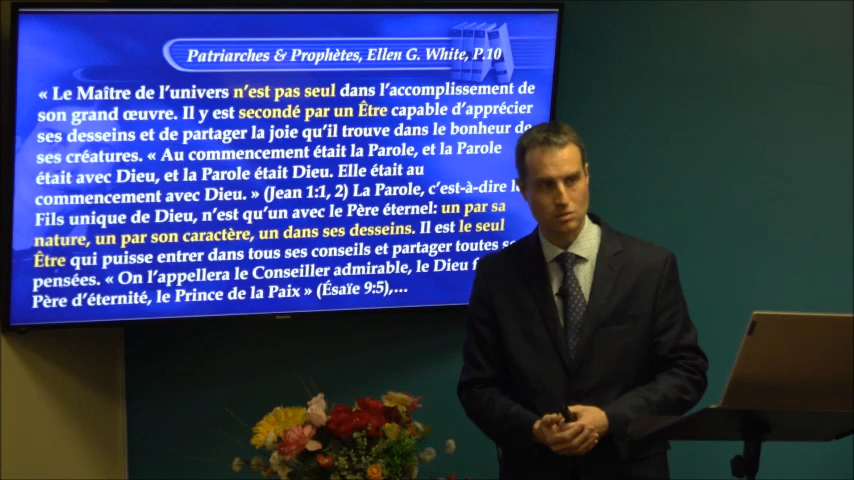 Patriarches & Prophètes, Ellen G. White, P.10
« Le Maître de l'univers n'est pas seul dans l'accomplissement de
son grand œuvre. Il y est secondé par un Être capable d'apprécier
ses desseins et de partager la joie qu'il trouve dans le bonheur de
ses créatures. « Au commencement était la Parole, et la Parole
était avec Dieu, et la Parole était Dieu. Elle était au
commencement avec Dieu. » (Jean 1:1, 2) La Parole, c'est-à-dire
Fils unique de Dieu, n'est qu'un avec le Père éternel: un par sa
nature, un par son caractère, un dans ses desseins. Il est le seul
Être qui puisse entrer dans tous ses conseils et partager toutes
pensées. « On l'appellera le Conseiller admirable, le Dieu
Père d'éternité, le Prince de la Paix » (Ésaïe 9:5),...